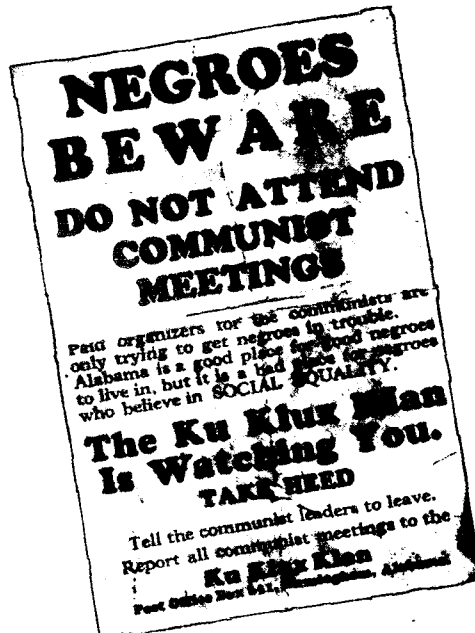 NEGROES
BEWARE
DO NOT ATTEND
COMMUNIST
MEETINGS
Paid organizers for the communists are
only trying to get negroes in trouble.
Alabama is a good place for good negroes
to live in, but it is a bad place for negroes
who believe in SOCIAL EQUALITY.
The Ku Klux Klan
Is Watching You.
TAKE HEED
Tell the communist leaders to leave.
Report all communist meetings to the
Ku Klux Klan
Post Office Box 651, Birmingham, Alabama